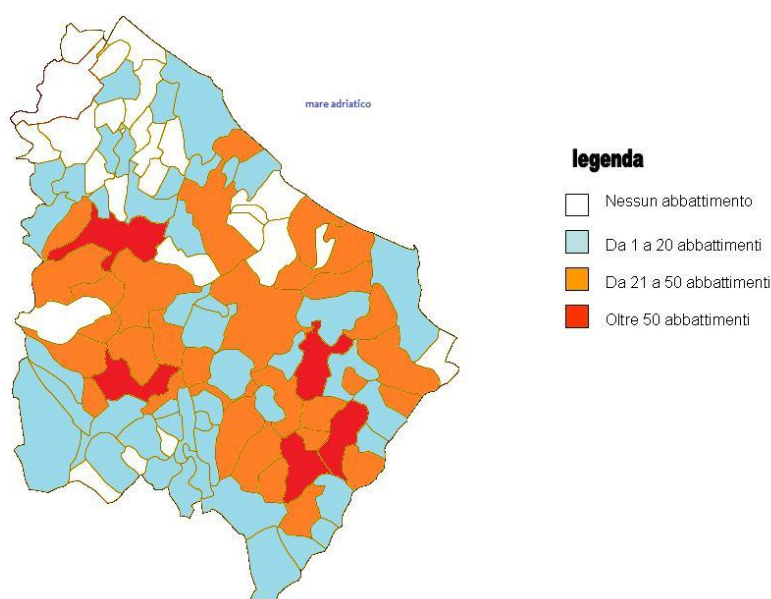 mare adriatico
legenda
Nessun abbattimento
Da 1 a 20 abbattimenti
Da 21 a 50 abbattimenti
Oltre 50 abbattimenti